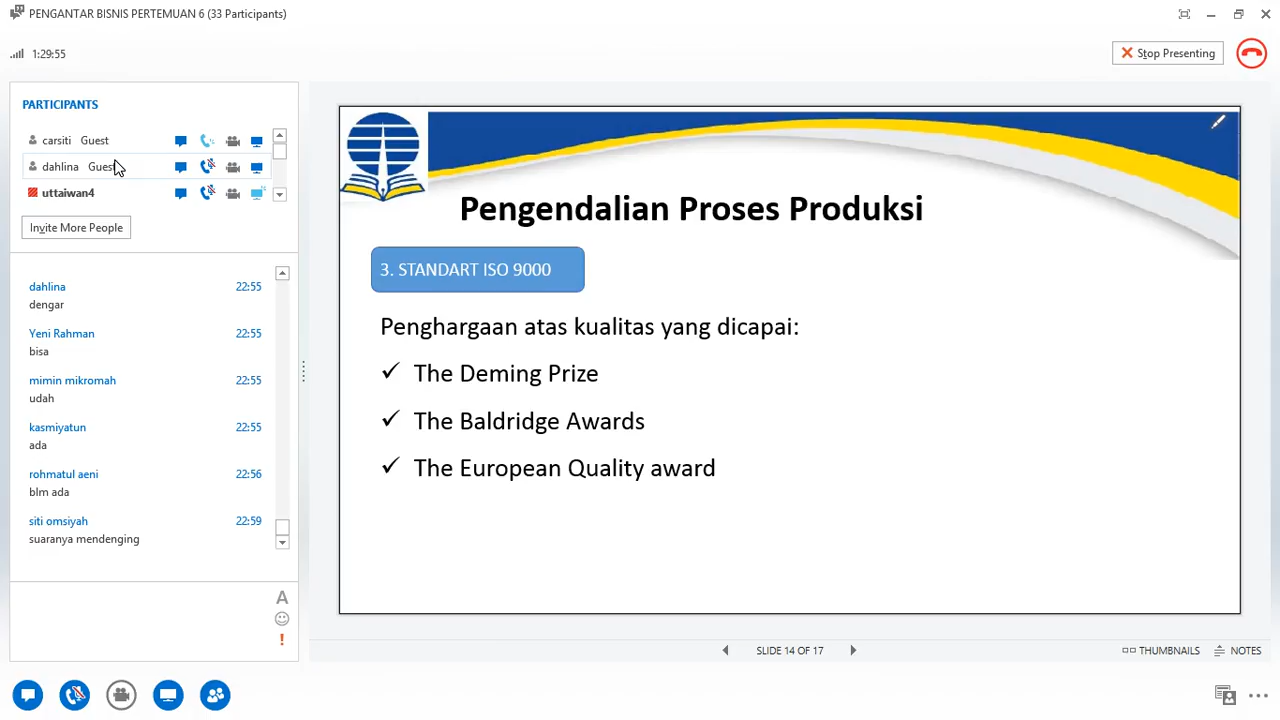 PENGANTAR BISNIS PERTEMUAN 6 (33 Participants)
1:29:55
Stop Presenting
PARTICIPANTS
carsiti Guest
dahlina Guest
uttaiwan4
Invite More People
dahlina 22:55
dengar
Yeni Rahman 22:55
bisa
mimin mikromah 22:55
udah
kasmiyatun 22:55
ada
rohmatul aeni 22:56
blm ada
siti omsiyah 22:59
suaranya mendenging
A
!
Pengendalian Proses Produksi
3. STANDART ISO 9000
Penghargaan atas kualitas yang dicapai:
✓ The Deming Prize
✓ The Baldridge Awards
✓ The European Quality award
SLIDE 14 OF 17
THUMBNAILS
NOTES